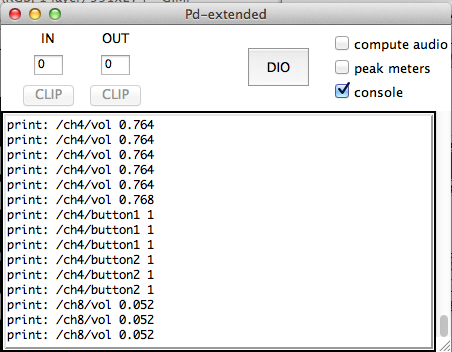 Pd-extended
IN
OUT
0
0
CLIP
CLIP
DIO
compute audio
peak meters
console
print: /ch4/vol 0.764
print: /ch4/vol 0.764
print: /ch4/vol 0.764
print: /ch4/vol 0.764
print: /ch4/vol 0.764
print: /ch4/vol 0.768
print: /ch4/button1 1
print: /ch4/button1 1
print: /ch4/button1 1
print: /ch4/button2 1
print: /ch4/button2 1
print: /ch4/button2 1
print: /ch8/vol 0.052
print: /ch8/vol 0.052
print: /ch8/vol 0.052